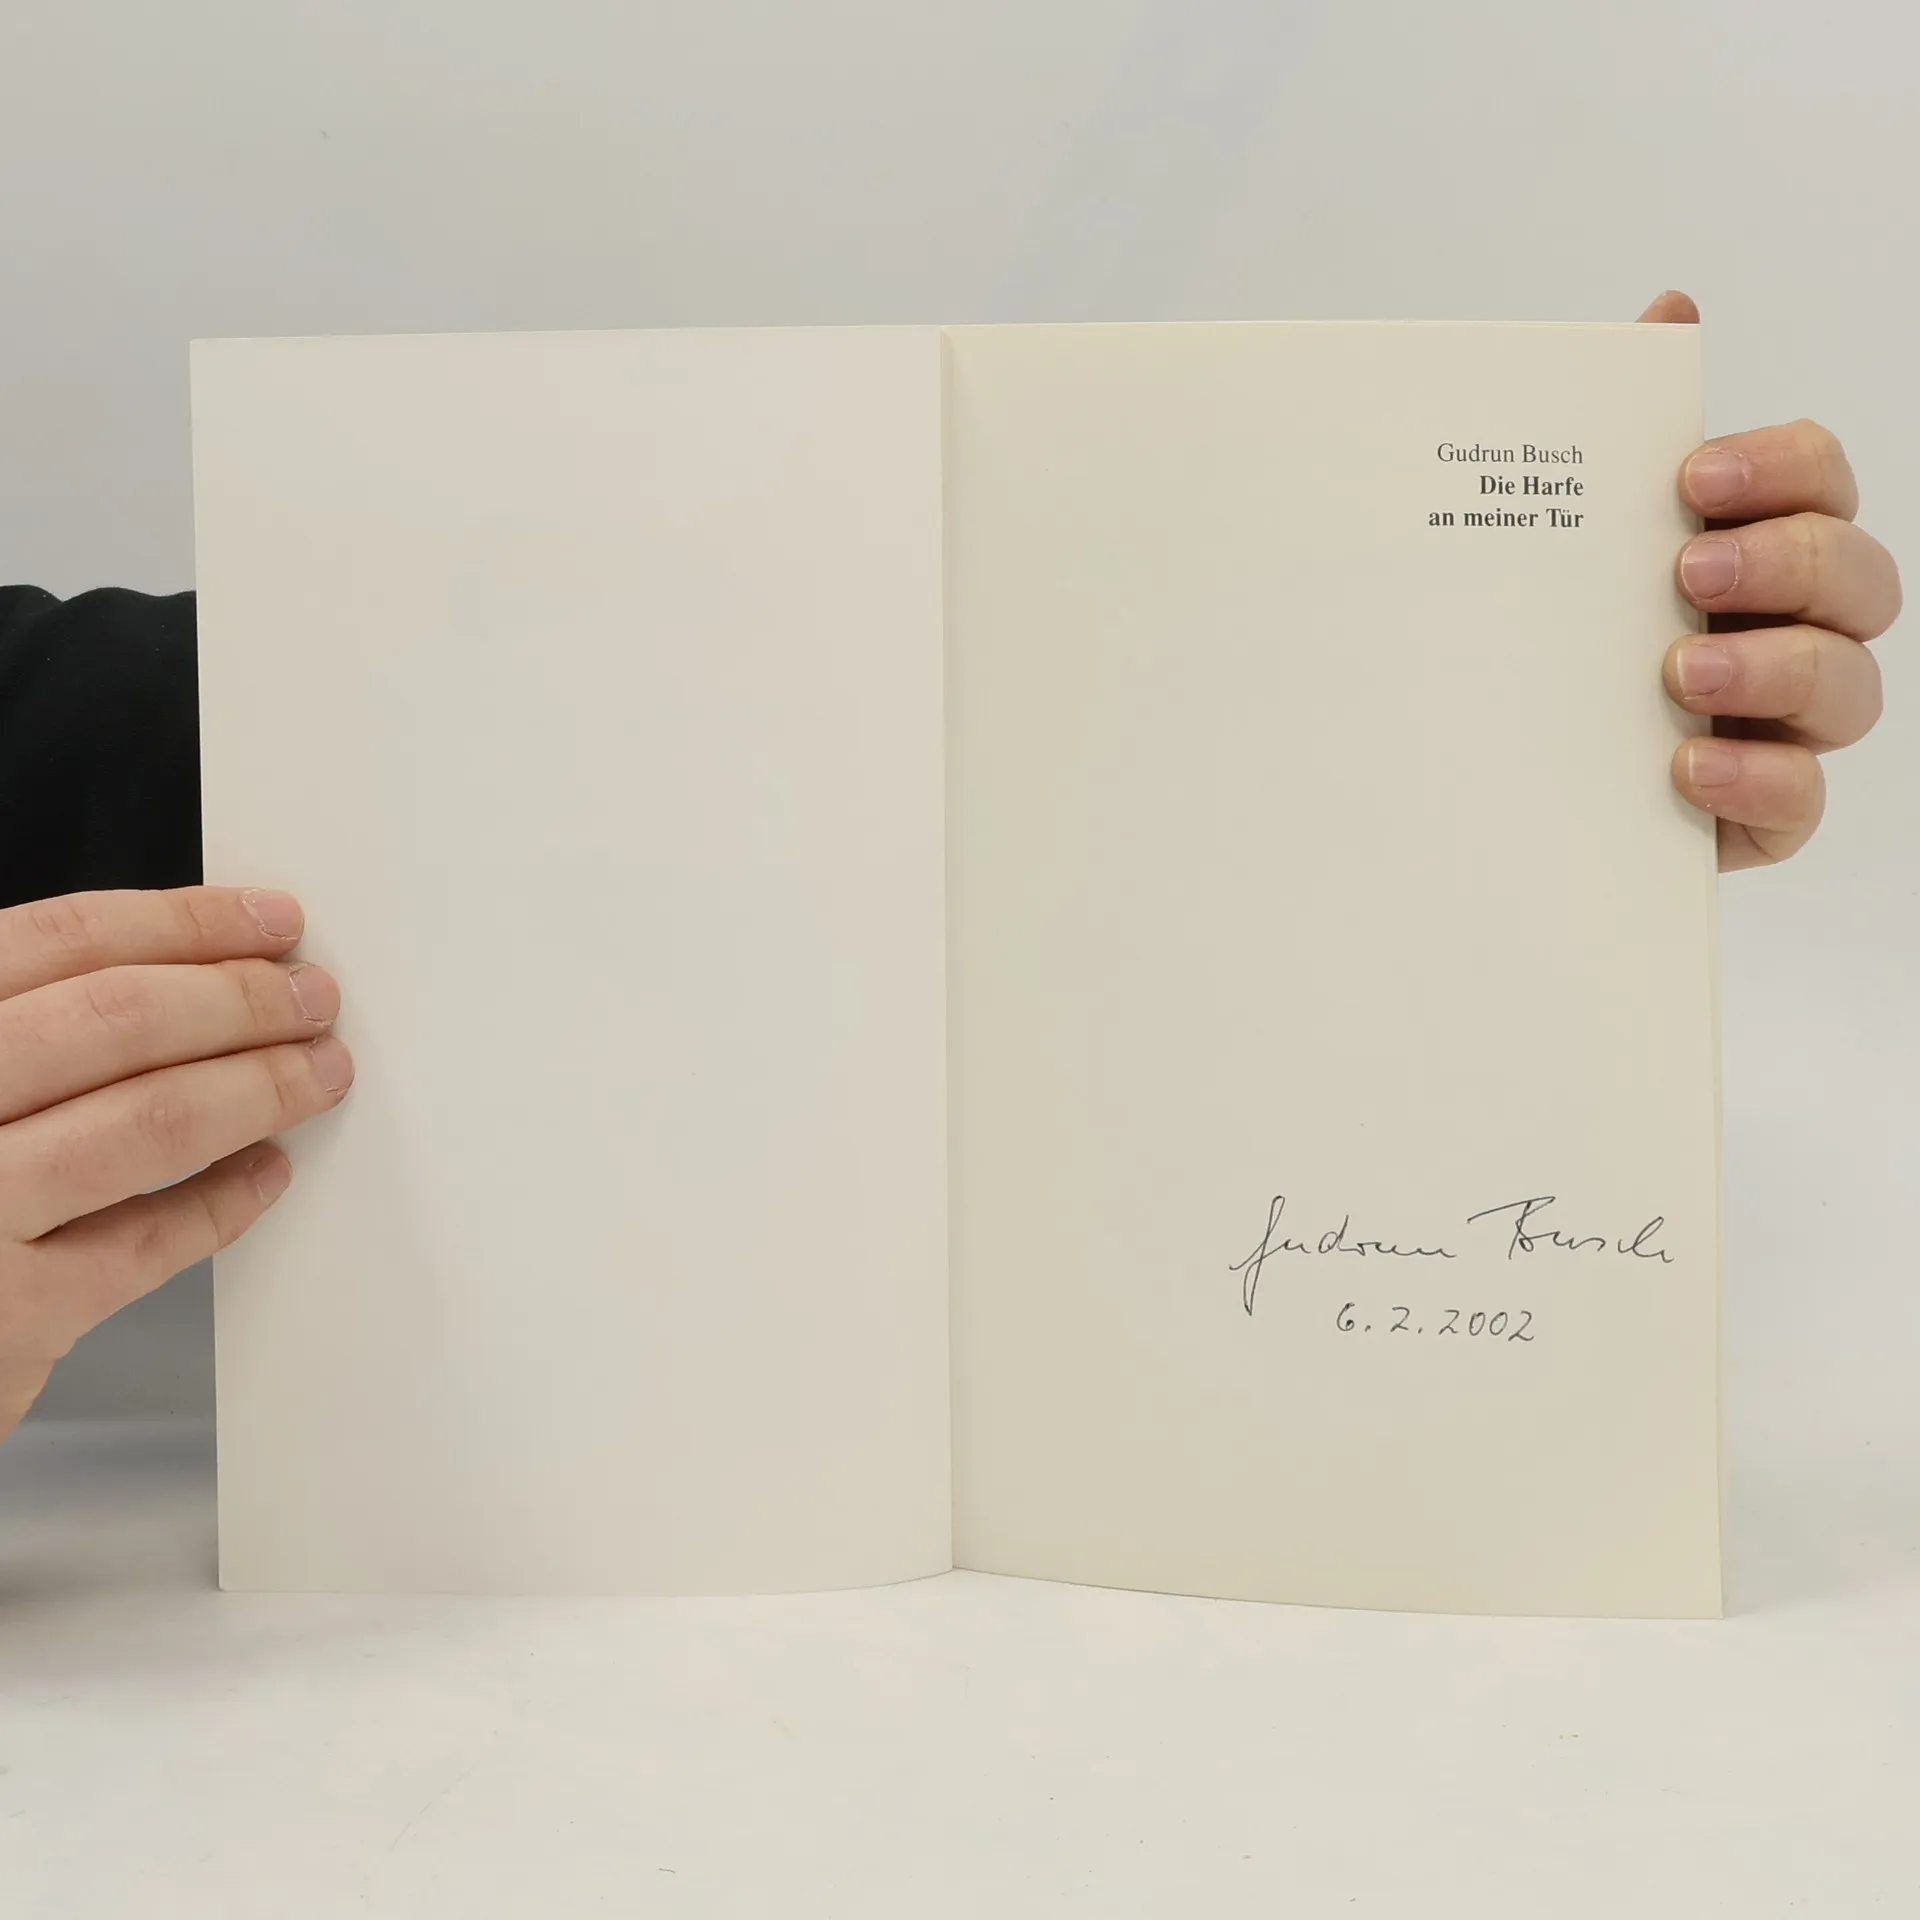 Gudrun Busch
Die Harfe
an meiner Tür
Gudrun Busch
6. 2. 2002